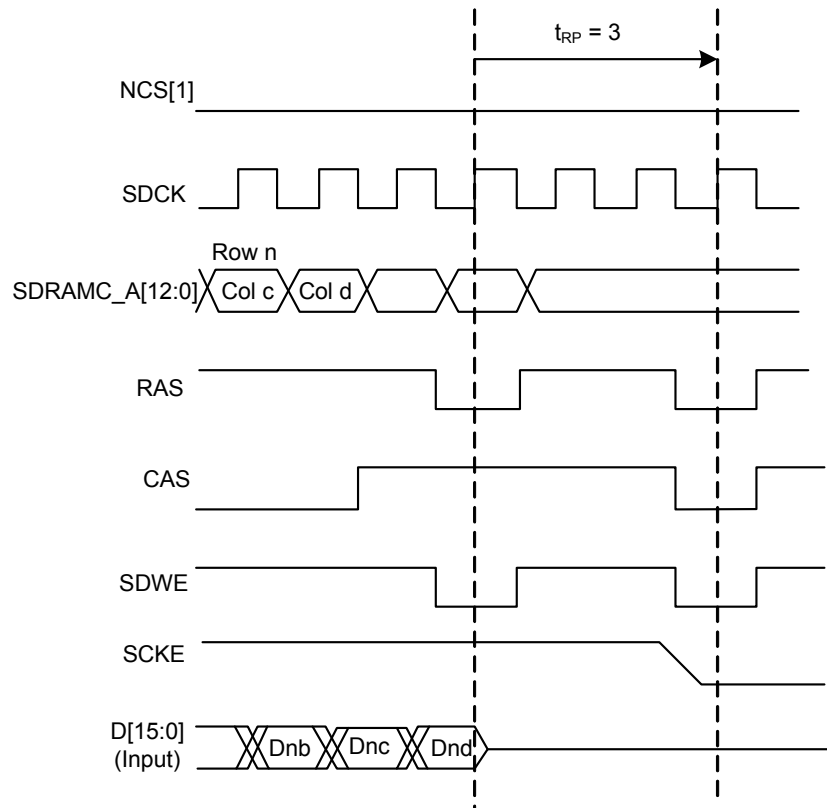 tRP = 3
NCS[1]
SDCK
Row n
SDRAMC_A[12:0]
Col c
Col d
RAS
CAS
SDWE
SCKE
D[15:0]
(Input)
Dnb
Dnc
Dnd